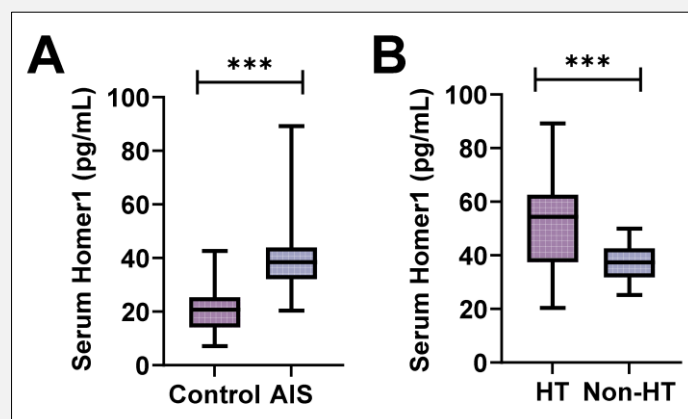 A
***
Serum Homer1 (pg/mL)
100
80
60
40
20
0
Control AIS
B
***
Serum Homer1 (pg/mL)
100
80
60
40
20
0
HT Non-HT